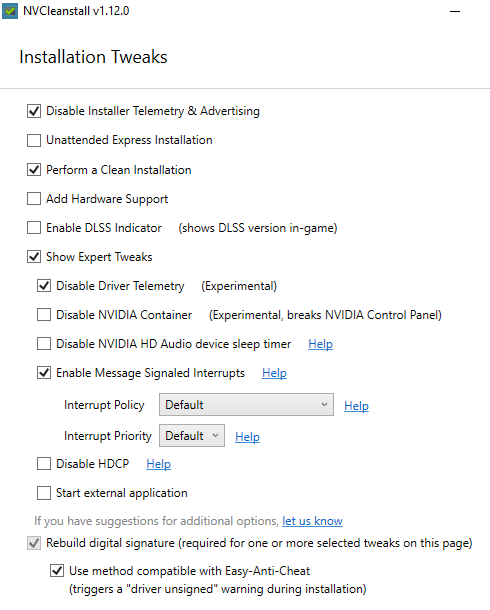 NVCleanstall v1.12.0
Installation Tweaks
Disable Installer Telemetry & Advertising
Unattended Express Installation
Perform a Clean Installation
Add Hardware Support
Enable DLSS Indicator (shows DLSS version in-game)
Show Expert Tweaks
Disable Driver Telemetry (Experimental)
Disable NVIDIA Container (Experimental, breaks NVIDIA Control Panel)
Disable NVIDIA HD Audio device sleep timer Help
Enable Message Signaled Interrupts Help
Interrupt Policy Default Help
Interrupt Priority Default Help
Disable HDCP Help
Start external application
If you have suggestions for additional options, let us know
Rebuild digital signature (required for one or more selected tweaks on this page)
Use method compatible with Easy-Anti-Cheat
(triggers a "driver unsigned" warning during installation)